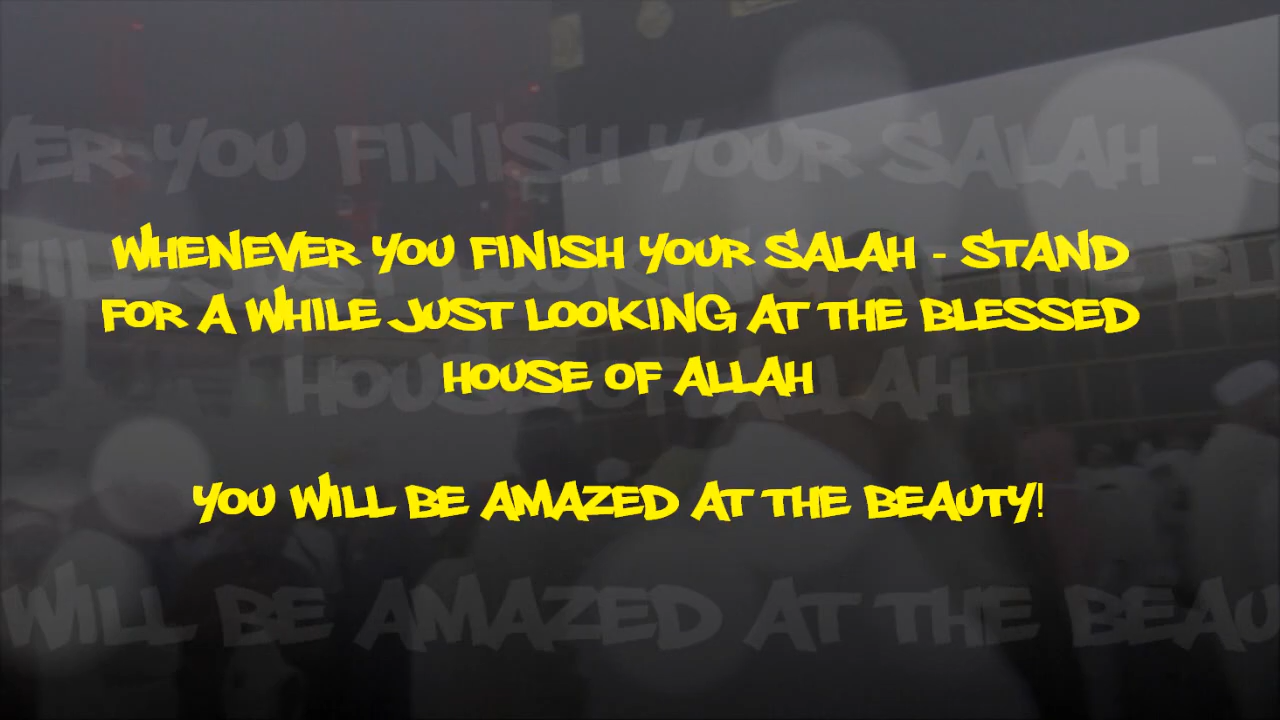 WHENEVER YOU FINISH YOUR SALAH - STAND
FOR A WHILE JUST LOOKING AT THE BLESSED
HOUSE OF ALLAH
YOU WILL BE AMAZED AT THE BEAUTY!